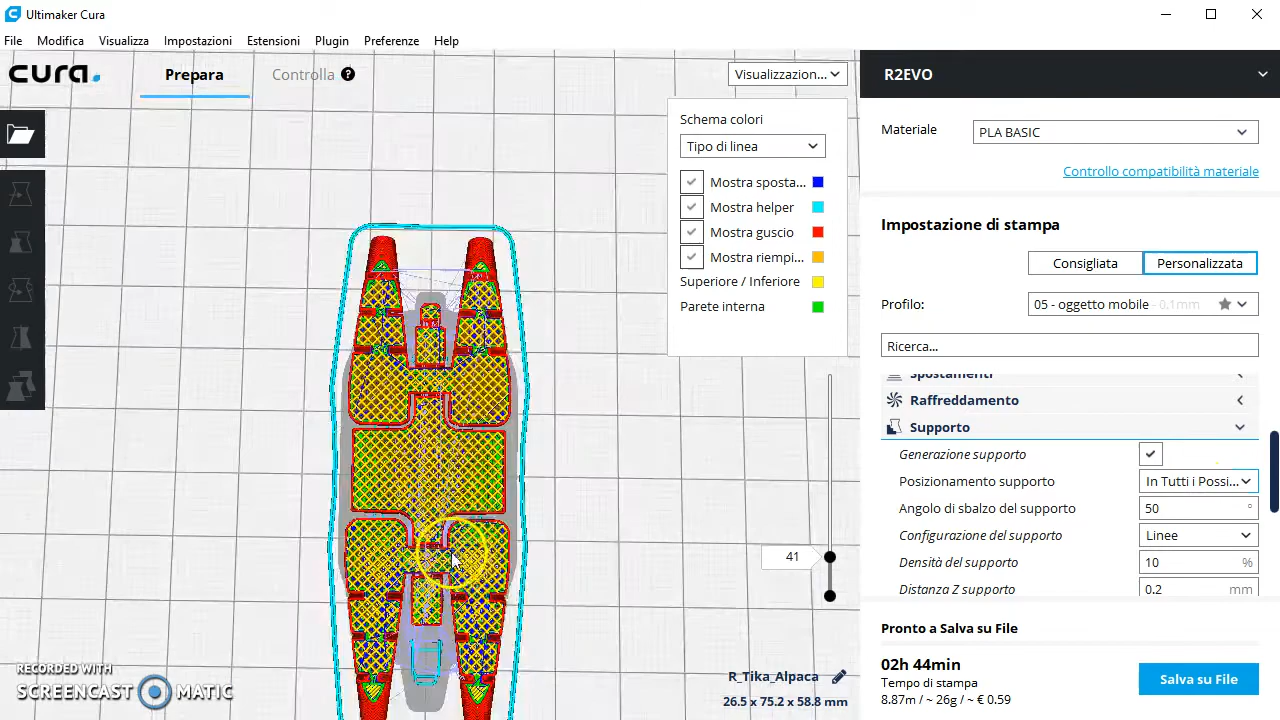 Ultimaker Cura
File Modifica Visualizza Impostazioni Estensioni Plugin Preferenze Help
cura.
Prepara
Controlla ?
Visualizzazion...
R2EVO
Schema colori
Tipo di linea
Mostra sposta...
Mostra helper
Mostra guscio
Mostra riempi...
Superiore / Inferiore
Parete interna
Materiale
PLA BASIC
Controllo compatibilità materiale
Impostazione di stampa
Consigliata
Personalizzata
Profilo:
05 - oggetto mobile - 0.1mm
Ricerca...
Spostamenti
Raffreddamento
Supporto
Generazione supporto
Posizionamento supporto
In Tutti i Possi...
Angolo di sbalzo del supporto
50 °
Configurazione del supporto
Linee
Densità del supporto
10 %
Distanza Z supporto
0.2 mm
41
Pronto a Salva su File
02h 44min
Tempo di stampa
8.87m / ~ 26g / ~ € 0.59
Salva su File
R_Tika_Alpaca
26.5 x 75.2 x 58.8 mm
RECORDED WITH
SCREENCAST MATIC